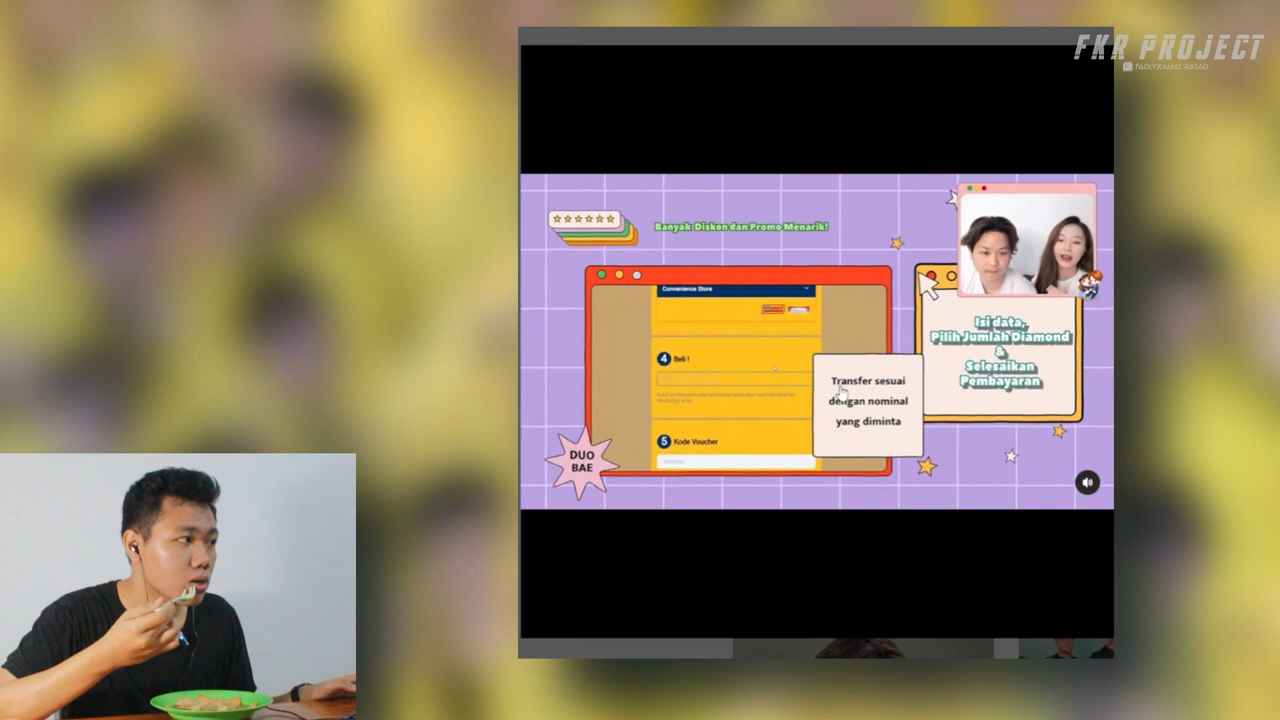 FKR PROJECT
FADLY.KAMAL.RASAD
Banyak Diskon dan Promo Menarik!
Convenience Store
4 Beli !
5 Kode Voucher
Voucher
Transfer sesuai
dengan nominal
yang diminta
Isi data,
Pilih Jumlah Diamond
&
Selesaikan
Pembayaran
DUO
BAE